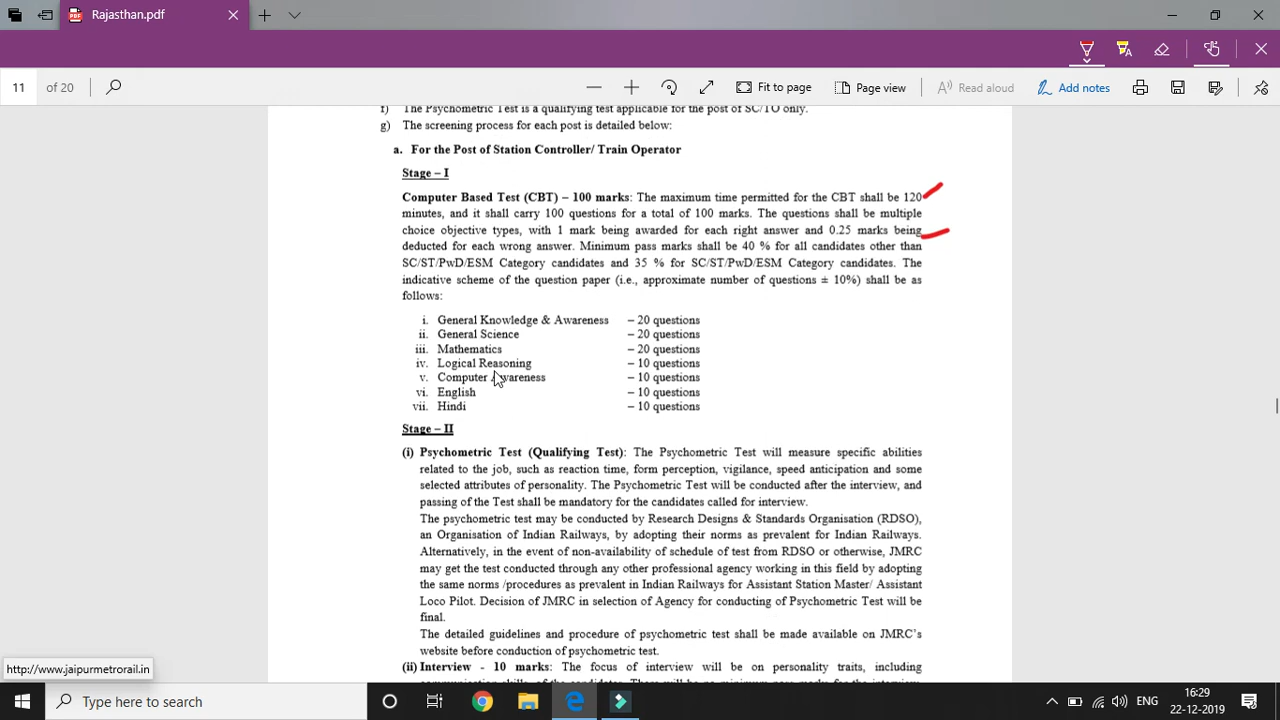 Rajasthan.pdf
11 of 20 Fit to page Page view Read aloud Add notes
f) The Psychometric Test is a qualifying test applicable for the post of SC/TO only.
g) The screening process for each post is detailed below:
a. For the Post of Station Controller/ Train Operator
Stage – I
Computer Based Test (CBT) – 100 marks: The maximum time permitted for the CBT shall be 120
minutes, and it shall carry 100 questions for a total of 100 marks. The questions shall be multiple
choice objective types, with 1 mark being awarded for each right answer and 0.25 marks being
deducted for each wrong answer. Minimum pass marks shall be 40 % for all candidates other than
SC/ST/PwD/ESM Category candidates and 35 % for SC/ST/PwD/ESM Category candidates. The
indicative scheme of the question paper (i.e., approximate number of questions ± 10%) shall be as
follows:
i. General Knowledge & Awareness – 20 questions
ii. General Science – 20 questions
iii. Mathematics – 20 questions
iv. Logical Reasoning – 10 questions
v. Computer Awareness – 10 questions
vi. English – 10 questions
vii. Hindi – 10 questions
Stage – II
(i) Psychometric Test (Qualifying Test): The Psychometric Test will measure specific abilities
related to the job, such as reaction time, form perception, vigilance, speed anticipation and some
selected attributes of personality. The Psychometric Test will be conducted after the interview, and
passing of the Test shall be mandatory for the candidates called for interview.
The psychometric test may be conducted by Research Designs & Standards Organisation (RDSO),
an Organisation of Indian Railways, by adopting their norms as prevalent for Indian Railways.
Alternatively, in the event of non-availability of schedule of test from RDSO or otherwise, JMRC
may get the test conducted through any other professional agency working in this field by adopting
the same norms /procedures as prevalent in Indian Railways for Assistant Station Master/ Assistant
Loco Pilot. Decision of JMRC in selection of Agency for conducting of Psychometric Test will be
final.
The detailed guidelines and procedure of psychometric test shall be made available on JMRC's
website before conduction of psychometric test.
(ii) Interview - 10 marks: The focus of interview will be on personality traits, including
http://www.jaipurmetrorail.in
Type here to search
ENG
16:29
22-12-2019